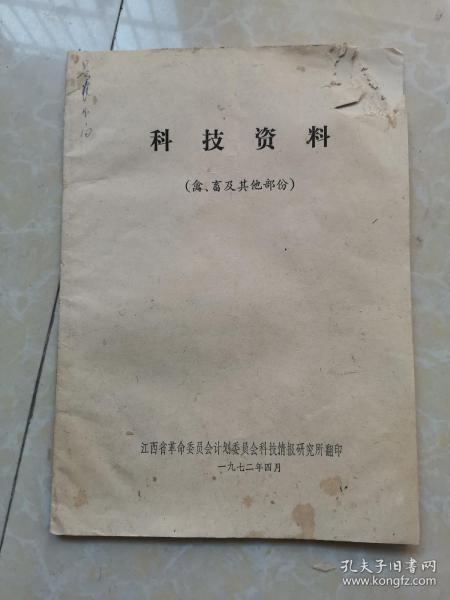 科技资料
（禽、畜及其他部份）
江西省革命委员会计划委员会科技情报研究所翻印
一九七二年四月
孔夫子旧书网
www.kongfz.com